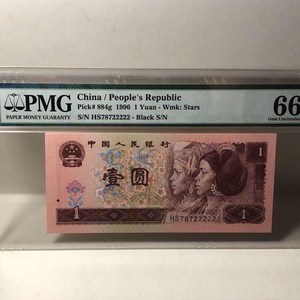 PMG
PAPER MONEY GUARANTY
China / People's Republic
Pick# 884g 1996 1 Yuan - Wmk: Stars
S/N HS78722222 - Black S/N
66
Gem Uncirculated
中国人民银行
1
壹圆
1
HS78722222